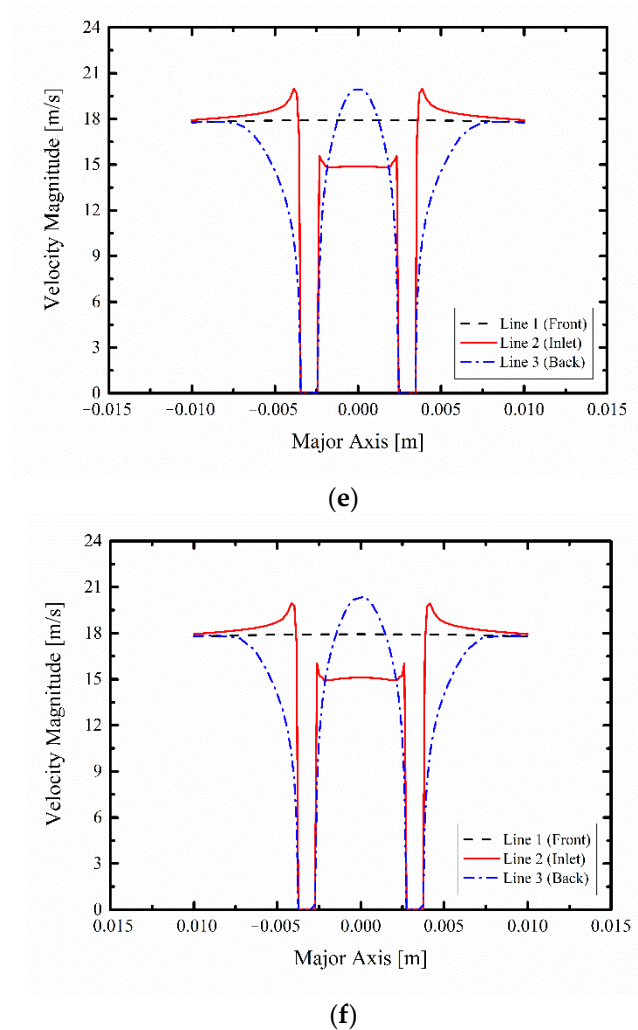 24
21
18
15
12
9
6
3
0
Velocity Magnitude [m/s]
Line 1 (Front)
Line 2 (Inlet)
Line 3 (Back)
−0.015 −0.010 −0.005 0.000 0.005 0.010 0.015
Major Axis [m]
(e)
24
21
18
15
12
9
6
3
0
Velocity Magnitude [m/s]
Line 1 (Front)
Line 2 (Inlet)
Line 3 (Back)
0.015 0.010 −0.005 0.000 0.005 0.010 0.015
Major Axis [m]
(f)